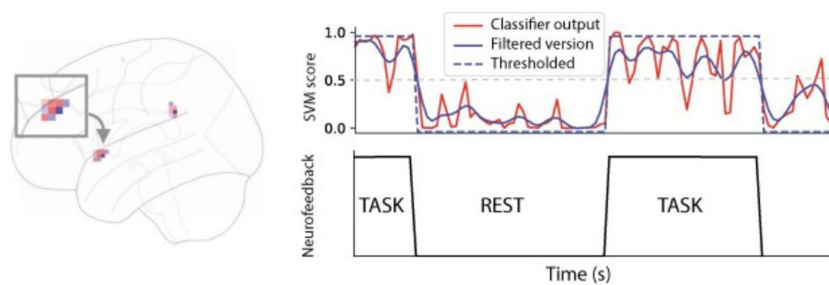 1.0
0.5
0.0
SVM score
Classifier output
Filtered version
Thresholded
Neurofeedback
TASK
REST
TASK
Time (s)